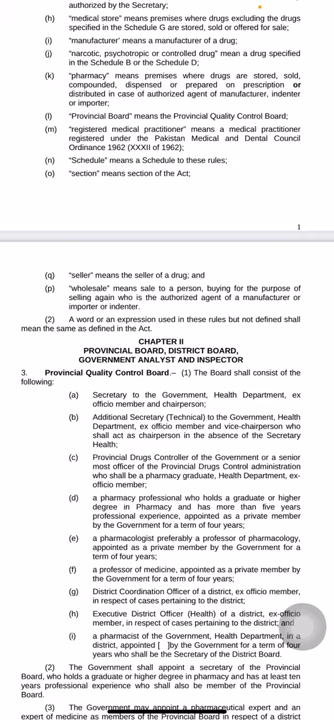 authorized by the Secretary;
(h) “medical store” means premises where drugs excluding the drugs
specified in the Schedule G are stored, sold or offered for sale;
(i) “manufacturer’ means a manufacturer of a drug;
(j) “narcotic, psychotropic or controlled drug” mean a drug specified
in the Schedule B or the Schedule D;
(k) “pharmacy” means premises where drugs are stored, sold,
compounded, dispensed or prepared on prescription or
distributed in case of authorized agent of manufacturer, indenter
or importer;
(l) “Provincial Board” means the Provincial Quality Control Board;
(m) “registered medical practitioner” means a medical practitioner
registered under the Pakistan Medical and Dental Council
Ordinance 1962 (XXXII of 1962);
(n) “Schedule” means a Schedule to these rules;
(o) “section” means section of the Act;
1
(q) “seller” means the seller of a drug; and
(p) “wholesale” means sale to a person, buying for the purpose of
selling again who is the authorized agent of a manufacturer or
importer or indenter.
(2) A word or an expression used in these rules but not defined shall
mean the same as defined in the Act.
CHAPTER II
PROVINCIAL BOARD, DISTRICT BOARD,
GOVERNMENT ANALYST AND INSPECTOR
3. Provincial Quality Control Board.– (1) The Board shall consist of the
following:
(a) Secretary to the Government, Health Department, ex
officio member and chairperson;
(b) Additional Secretary (Technical) to the Government, Health
Department, ex officio member and vice-chairperson who
shall act as chairperson in the absence of the Secretary
Health;
(c) Provincial Drugs Controller of the Government or a senior
most officer of the Provincial Drugs Control administration
who shall be a pharmacy graduate, Health Department, ex-
officio member;
(d) a pharmacy professional who holds a graduate or higher
degree in Pharmacy and has more than five years
professional experience, appointed as a private member
by the Government for a term of four years;
(e) a pharmacologist preferably a professor of pharmacology,
appointed as a private member by the Government for a
term of four years;
(f) a professor of medicine, appointed as a private member by
the Government for a term of four years;
(g) District Coordination Officer of a district, ex officio member,
in respect of cases pertaining to the district;
(h) Executive District Officer (Health) of a district, ex-officio
member, in respect of cases pertaining to the district; and
(i) a pharmacist of the Government, Health Department, in a
district, appointed [ ]by the Government for a term of four
years who shall be the Secretary of the District Board.
(2) The Government shall appoint a secretary of the Provincial
Board, who holds a graduate or higher degree in pharmacy and has at least ten
years professional experience who shall also be member of the Provincial
Board.
(3) The Government may appoint a pharmaceutical expert and an
expert of medicine as members of the Provincial Board in respect of a district